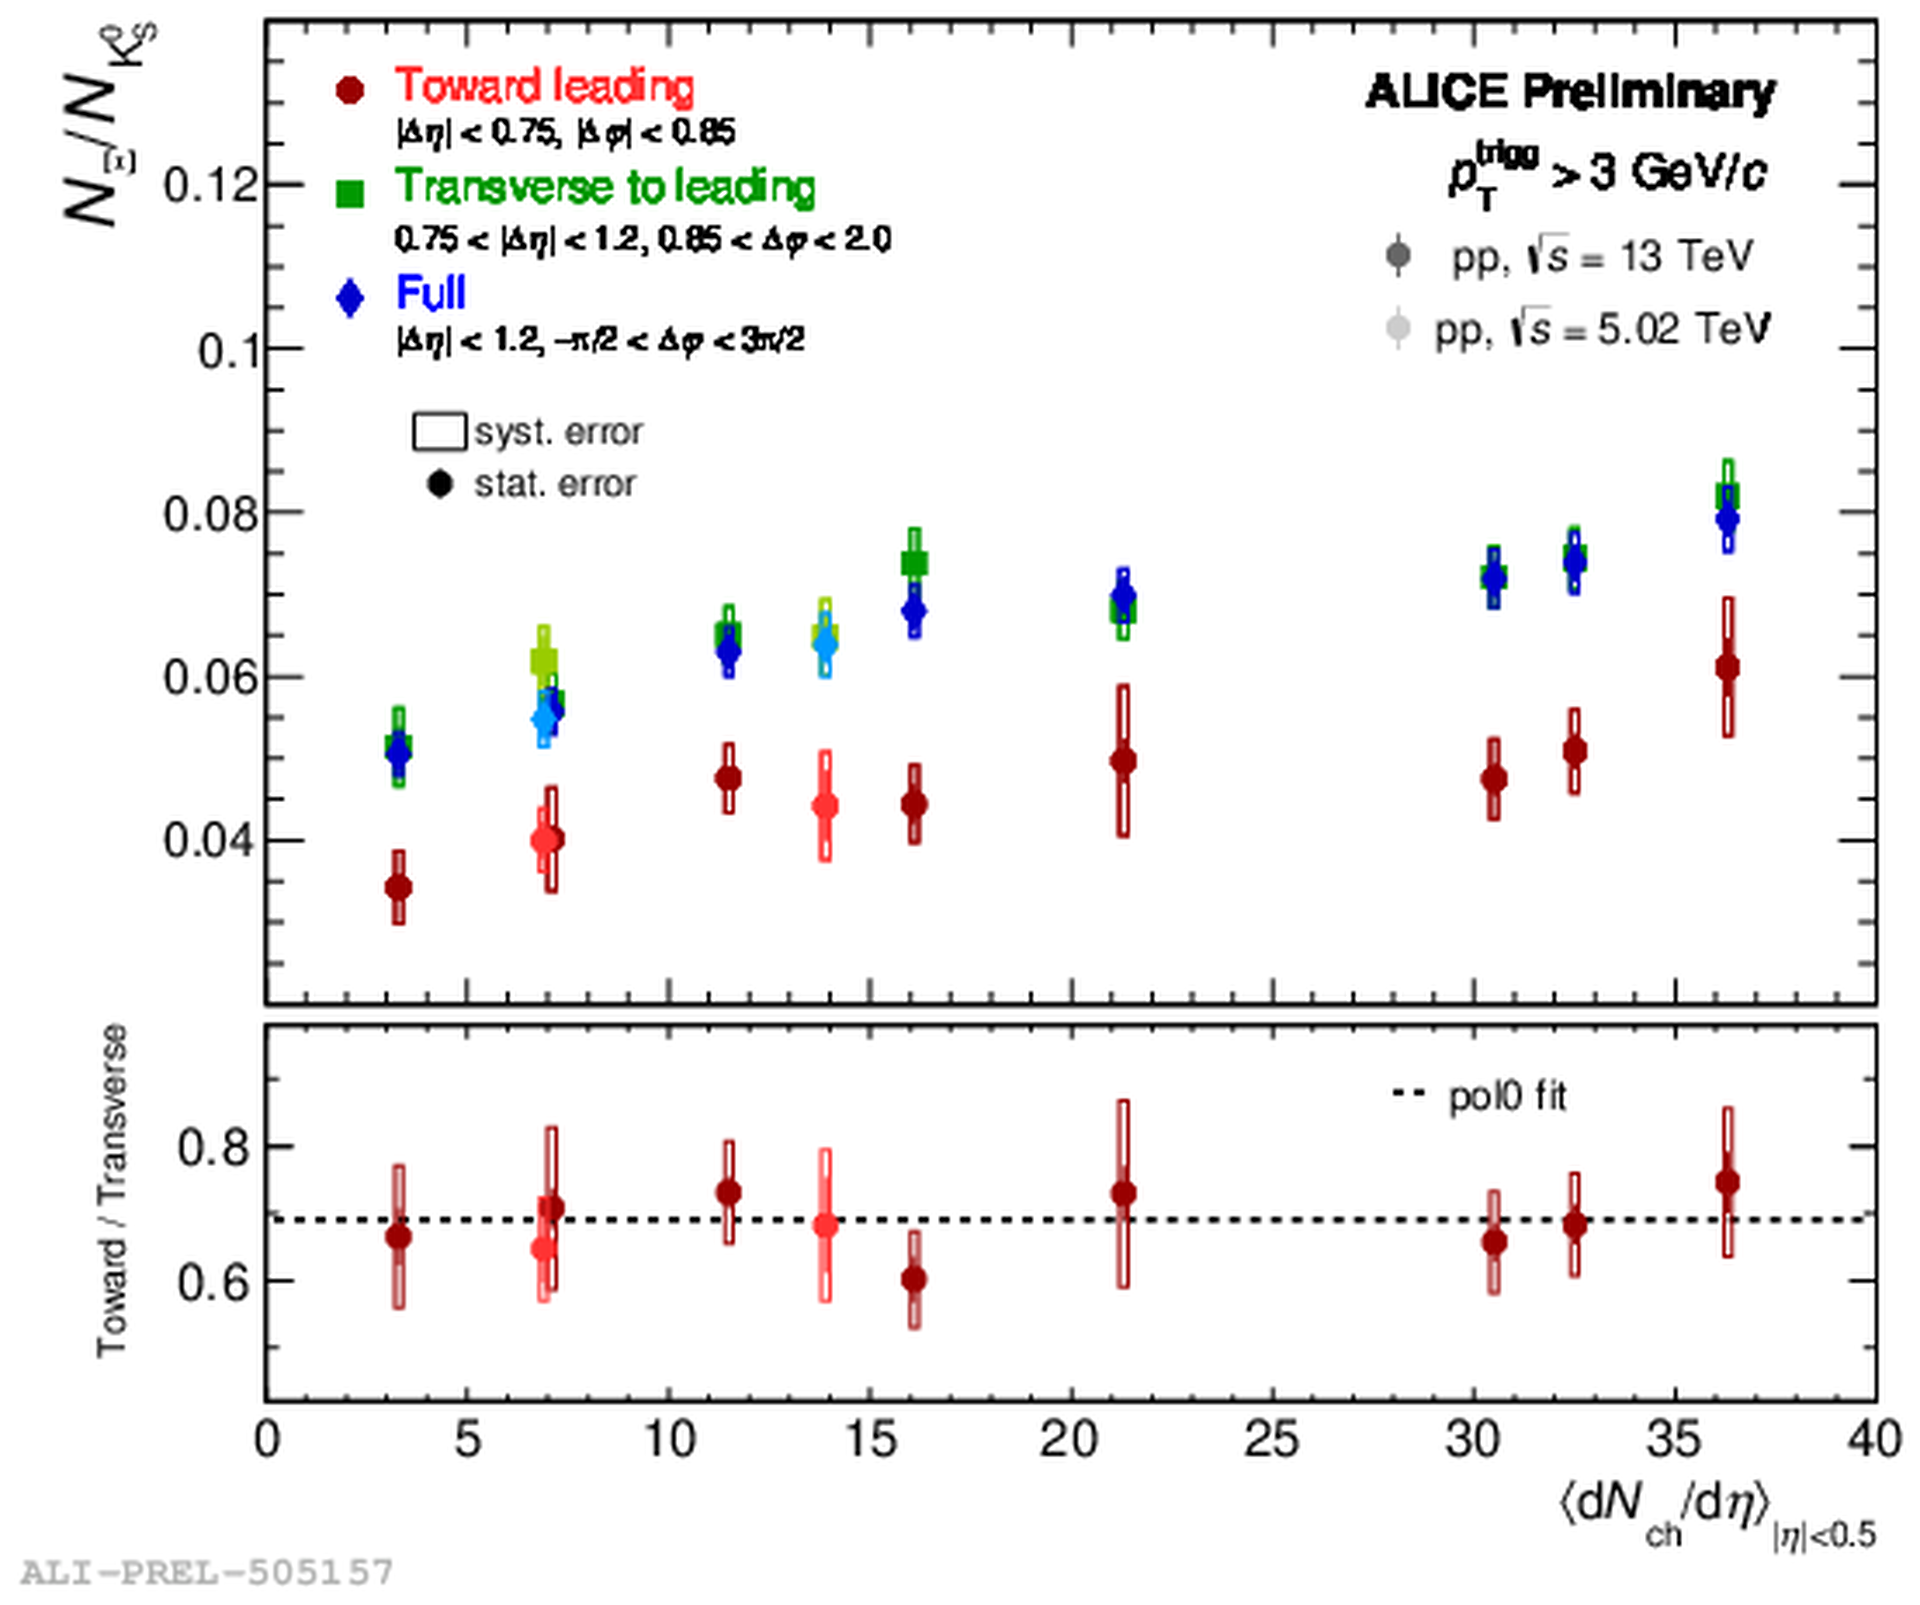 N_Ξ/N_K⁰_S
Toward leading
|Δη| < 0.75, |Δφ| < 0.85
Transverse to leading
0.75 < |Δη| < 1.2, 0.85 < Δφ < 2.0
Full
|Δη| < 1.2, −π/2 < Δφ < 3π/2
syst. error
stat. error
ALICE Preliminary
p_T^trigg > 3 GeV/c
pp, √s = 13 TeV
pp, √s = 5.02 TeV
0.12
0.1
0.08
0.06
0.04
Toward / Transverse
pol0 fit
0.8
0.6
0 5 10 15 20 25 30 35 40
⟨dN_ch/dη⟩_|η|<0.5
ALI−PREL−505157